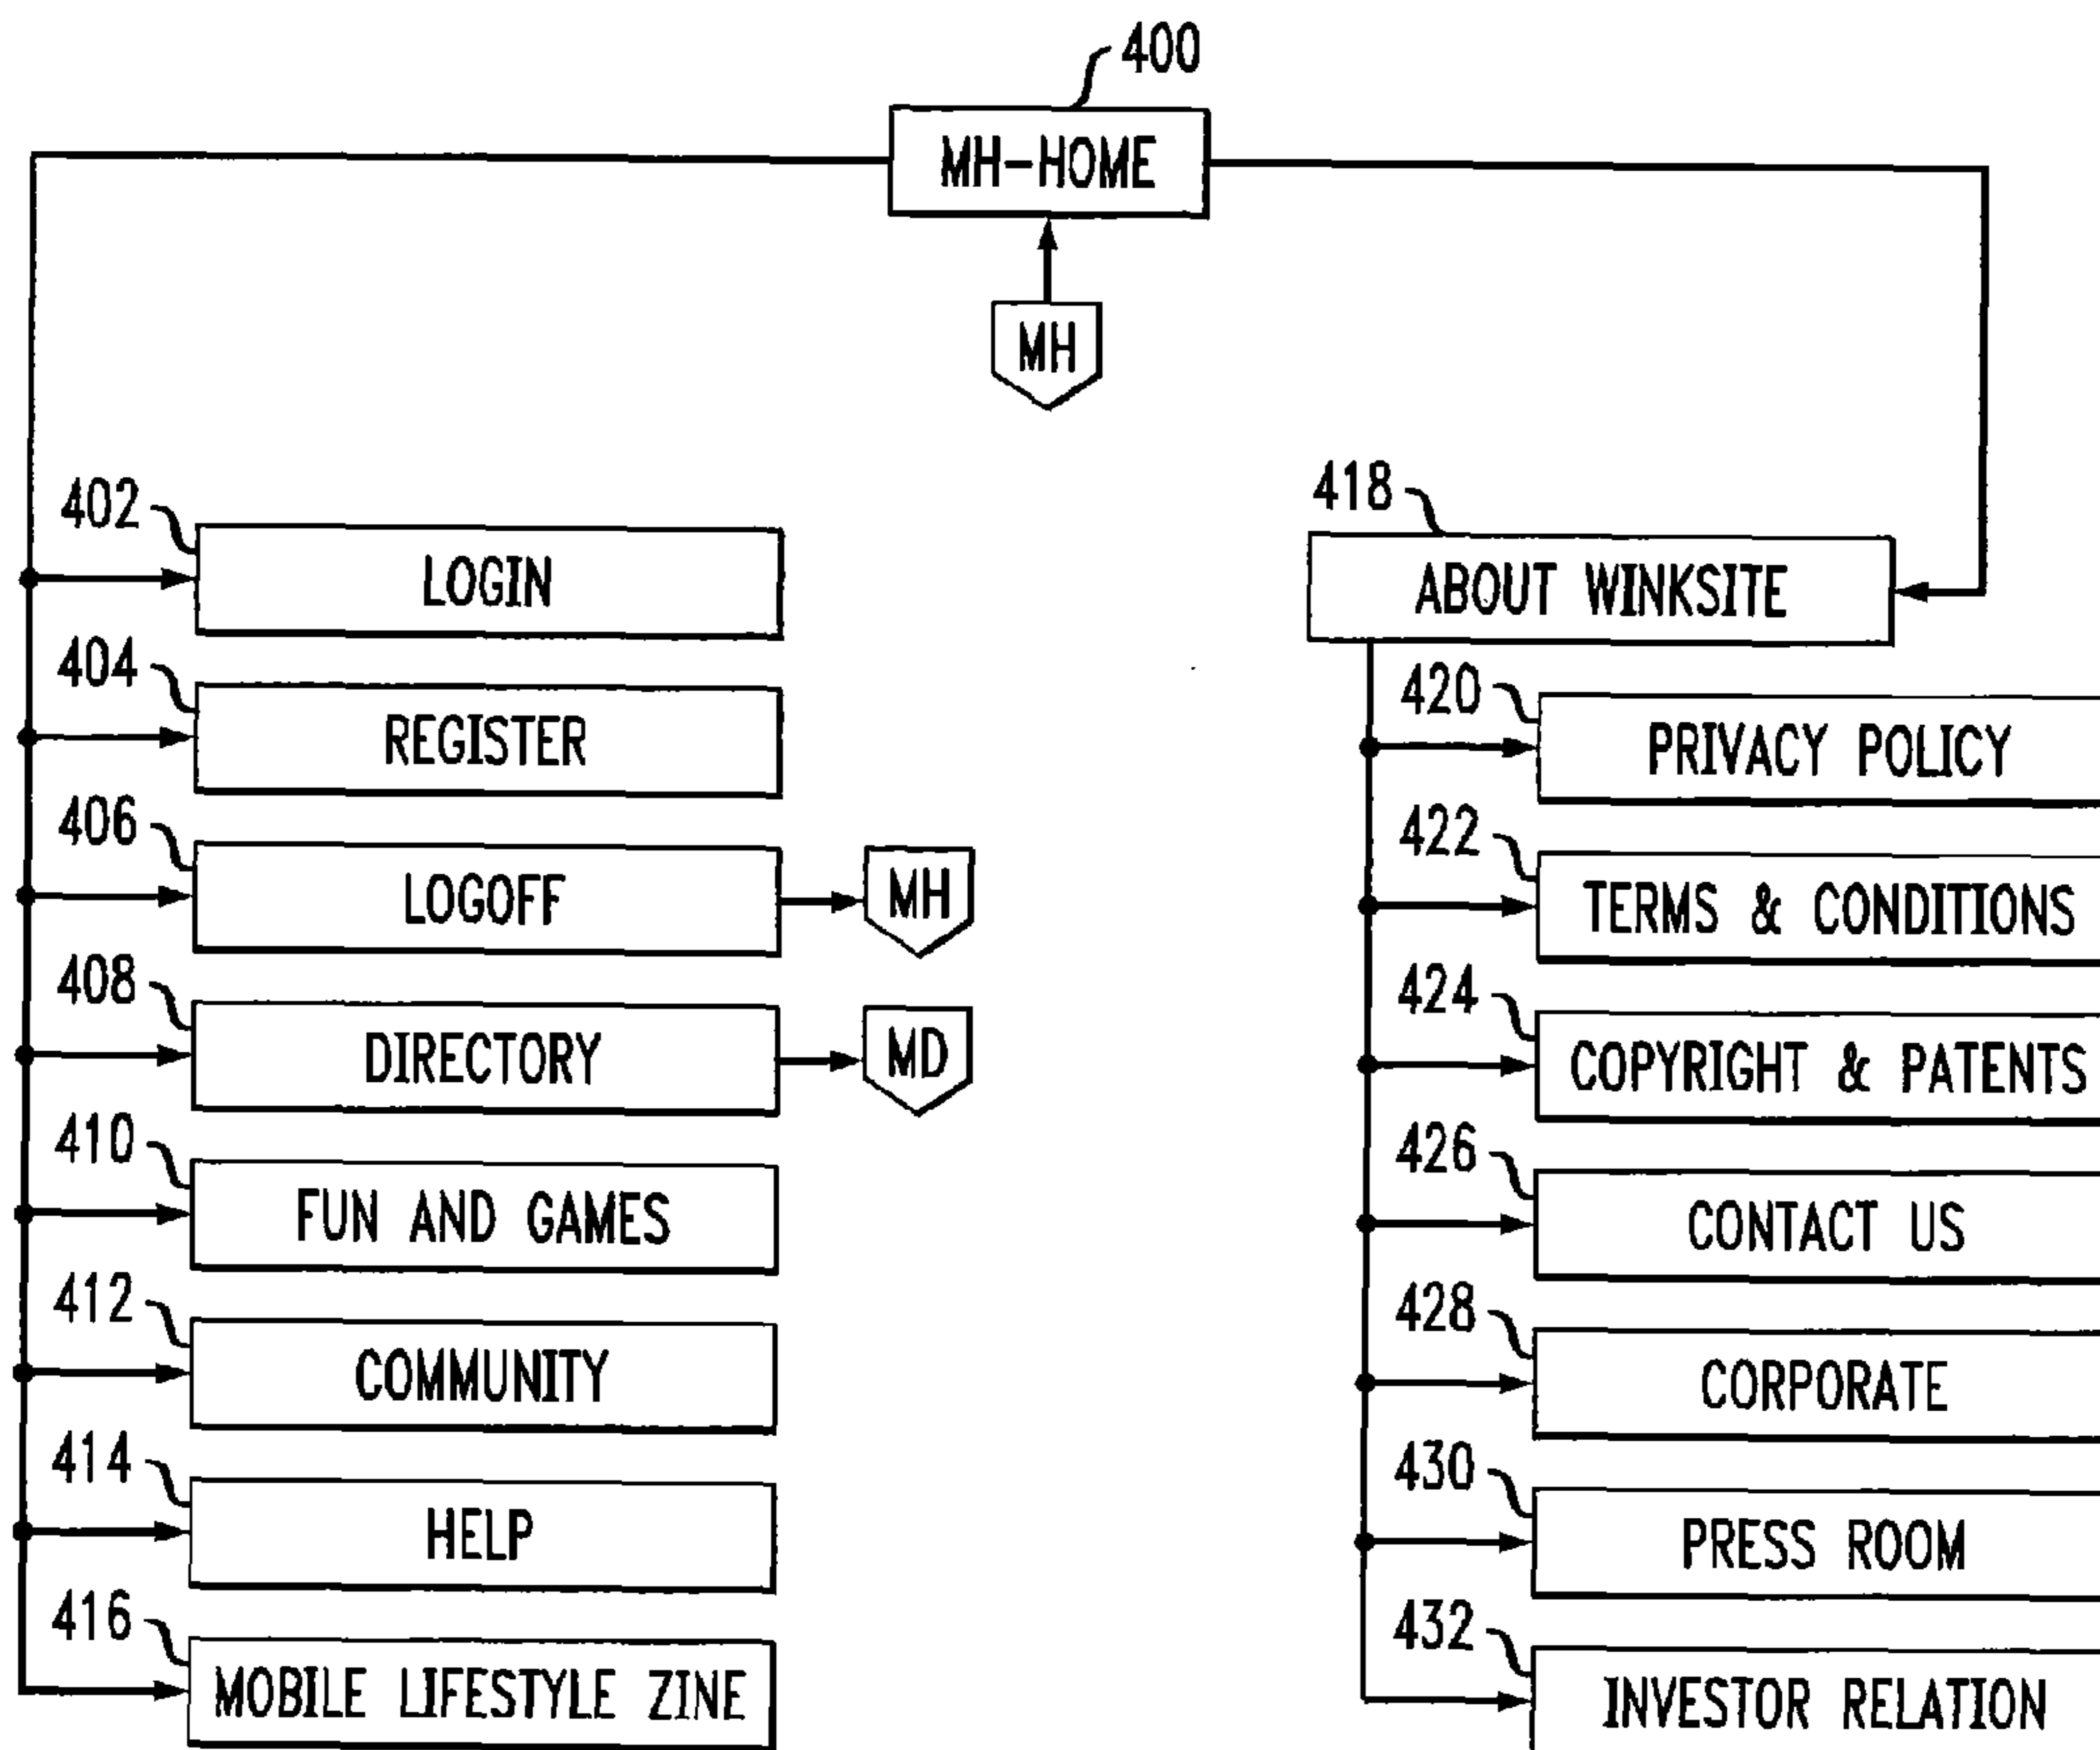 400
MH-HOME
MH
402
LOGIN
404
REGISTER
406
LOGOFF
MH
408
DIRECTORY
MD
410
FUN AND GAMES
412
COMMUNITY
414
HELP
416
MOBILE LIFESTYLE ZINE
418
ABOUT WINKSITE
420
PRIVACY POLICY
422
TERMS & CONDITIONS
424
COPYRIGHT & PATENTS
426
CONTACT US
428
CORPORATE
430
PRESS ROOM
432
INVESTOR RELATION